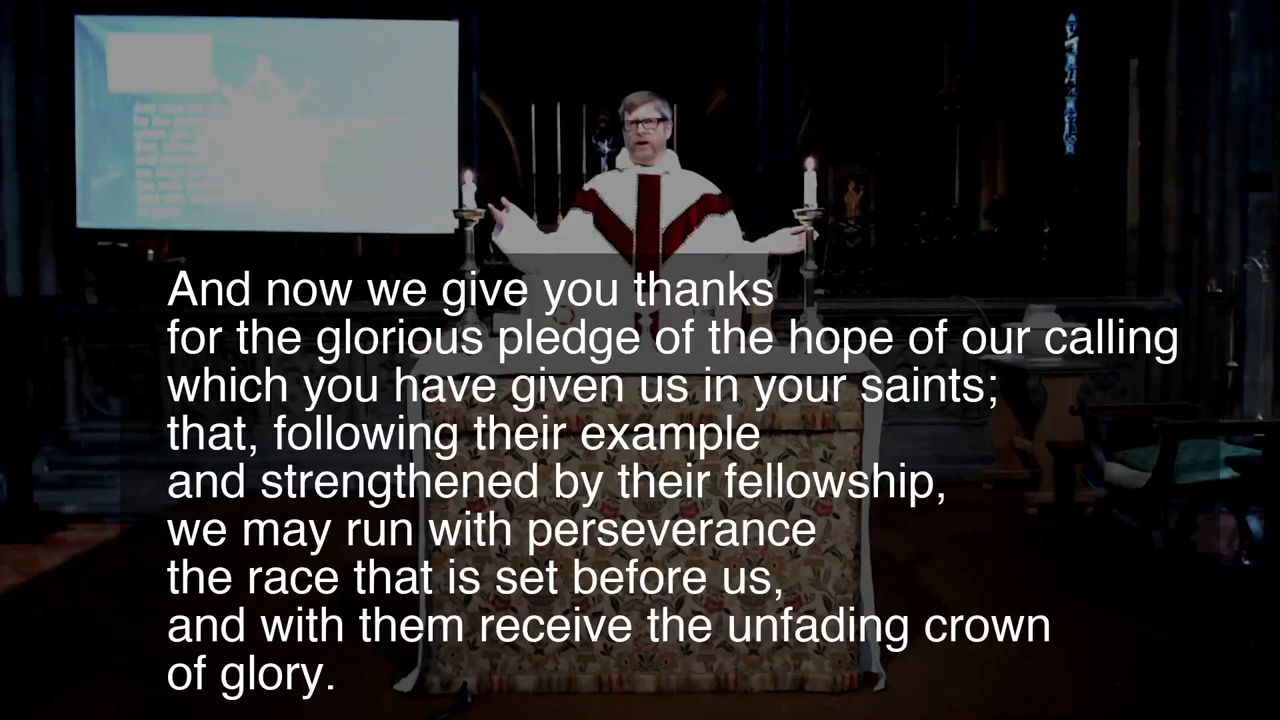 And now we give you thanks
for the glorious pledge of the hope of our calling
which you have given us in your saints;
that, following their example
and strengthened by their fellowship,
we may run with perseverance
the race that is set before us,
and with them receive the unfading crown
of glory.